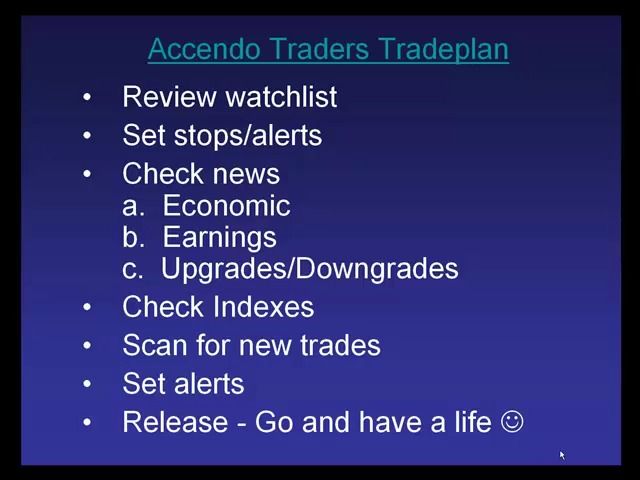 Accendo Traders Tradeplan
• Review watchlist
• Set stops/alerts
• Check news
a. Economic
b. Earnings
c. Upgrades/Downgrades
• Check Indexes
• Scan for new trades
• Set alerts
• Release - Go and have a life ☺